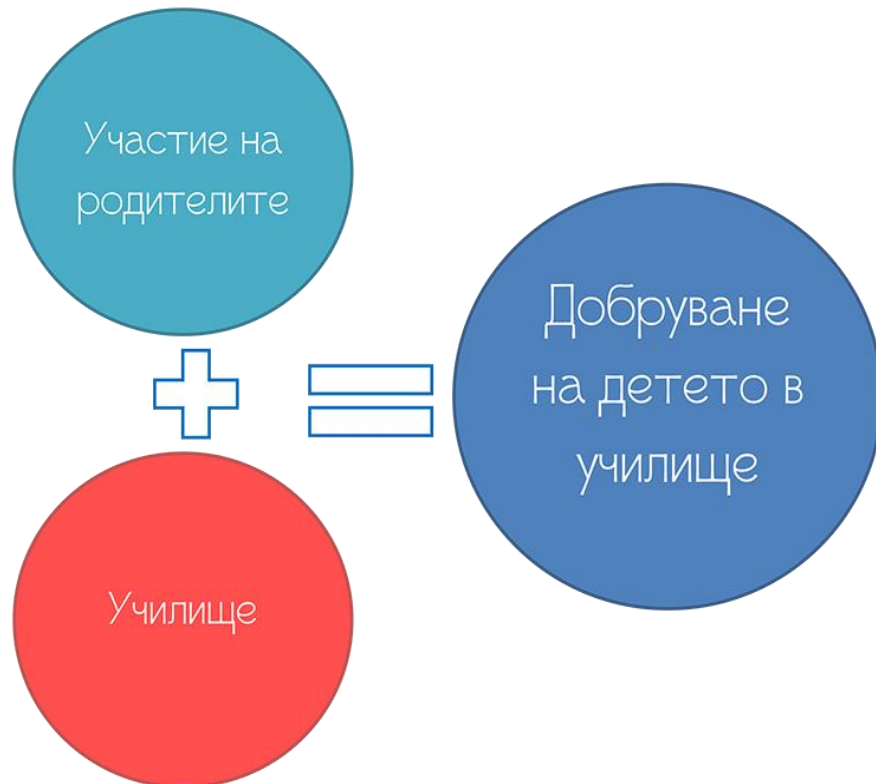 Участие на
родителите
Училище
Добруване
на детето в
училище